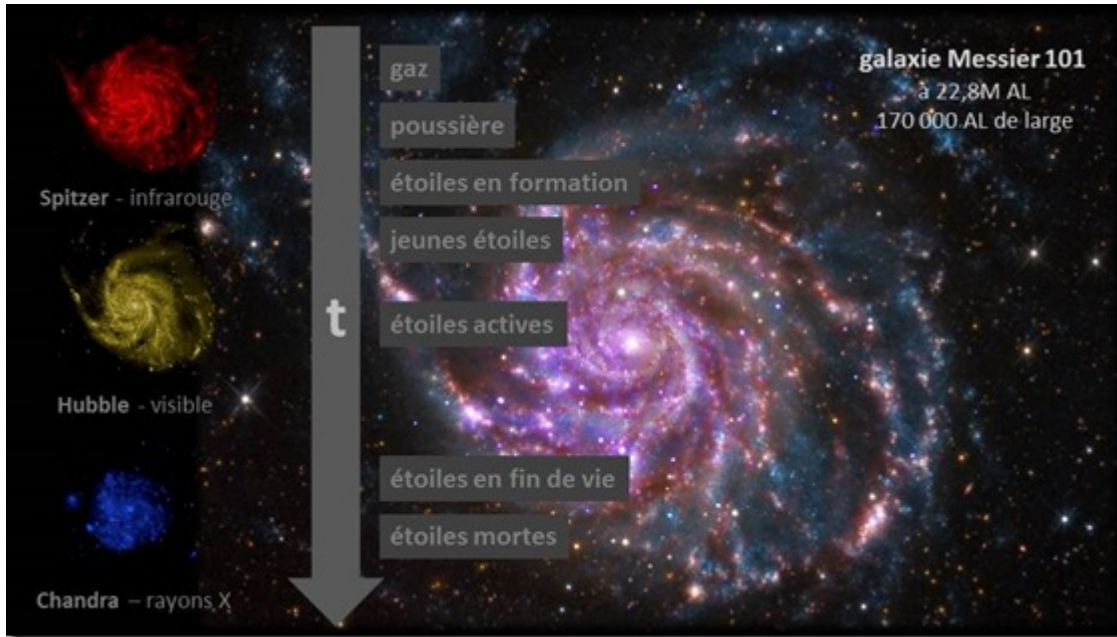 Spitzer - infrarouge
Hubble - visible
Chandra – rayons X
t
gaz
poussière
étoiles en formation
jeunes étoiles
étoiles actives
étoiles en fin de vie
étoiles mortes
galaxie Messier 101
à 22,8M AL
170 000 AL de large